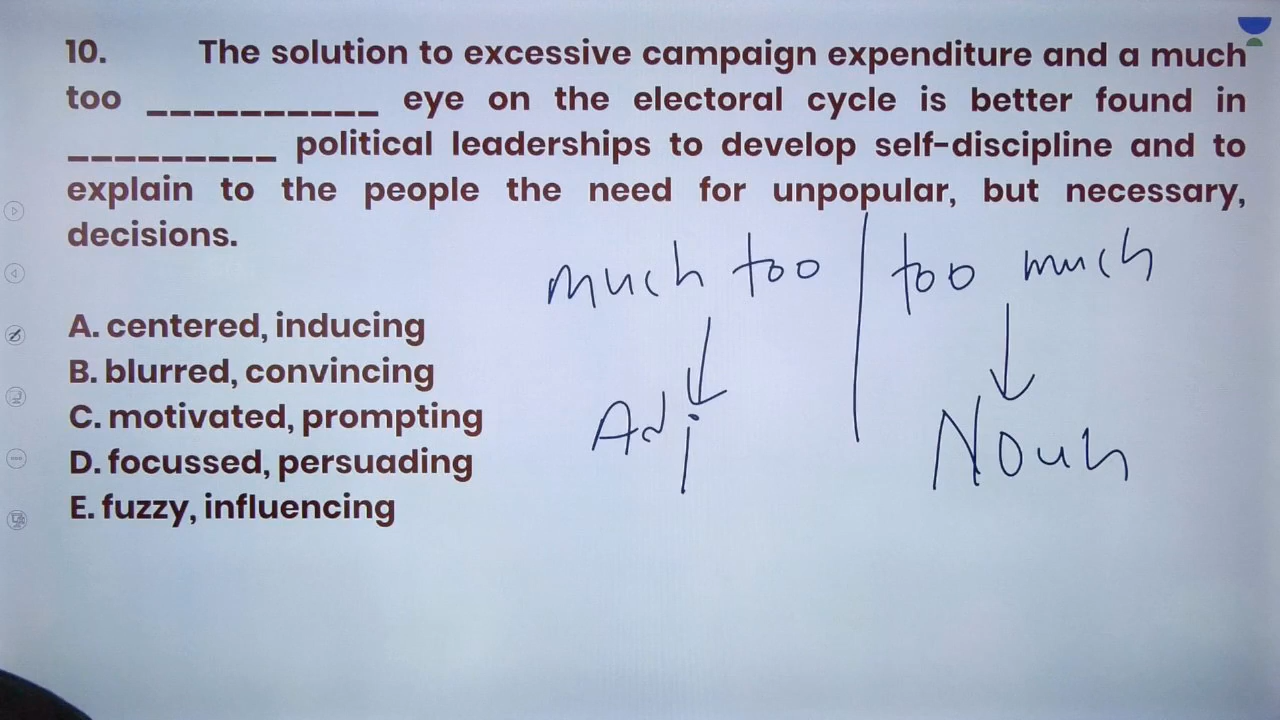 10. The solution to excessive campaign expenditure and a much
too __________ eye on the electoral cycle is better found in
_________ political leaderships to develop self-discipline and to
explain to the people the need for unpopular, but necessary,
decisions.
much too | too much
Adj Noun
A. centered, inducing
B. blurred, convincing
C. motivated, prompting
D. focussed, persuading
E. fuzzy, influencing